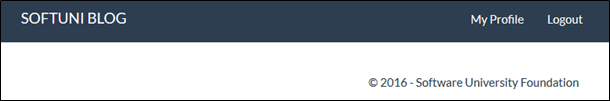 SOFTUNI BLOG My Profile Logout
© 2016 - Software University Foundation